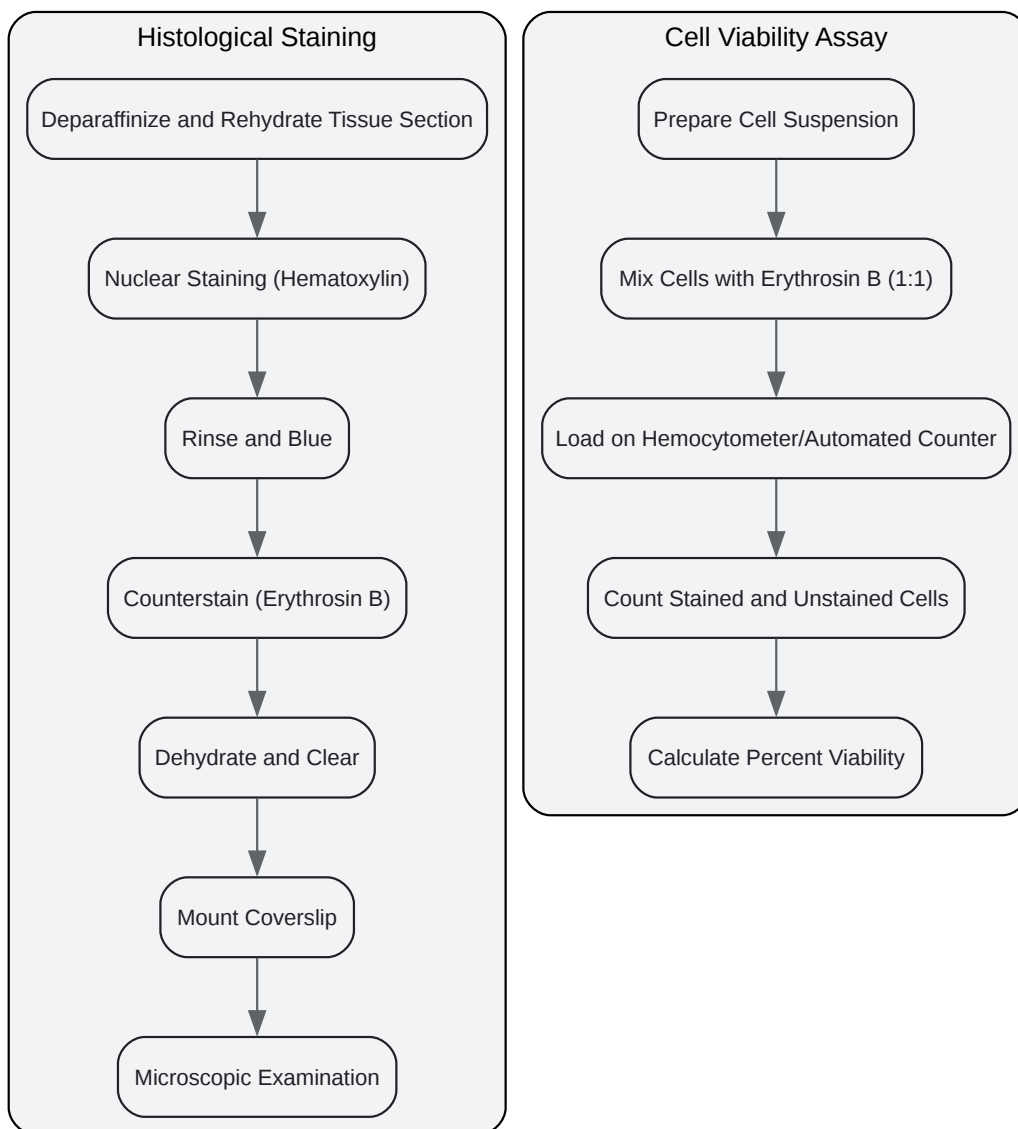 Histological Staining
Deparaffinize and Rehydrate Tissue Section
Nuclear Staining (Hematoxylin)
Rinse and Blue
Counterstain (Erythrosin B)
Dehydrate and Clear
Mount Coverslip
Microscopic Examination
Cell Viability Assay
Prepare Cell Suspension
Mix Cells with Erythrosin B (1:1)
Load on Hemocytometer/Automated Counter
Count Stained and Unstained Cells
Calculate Percent Viability